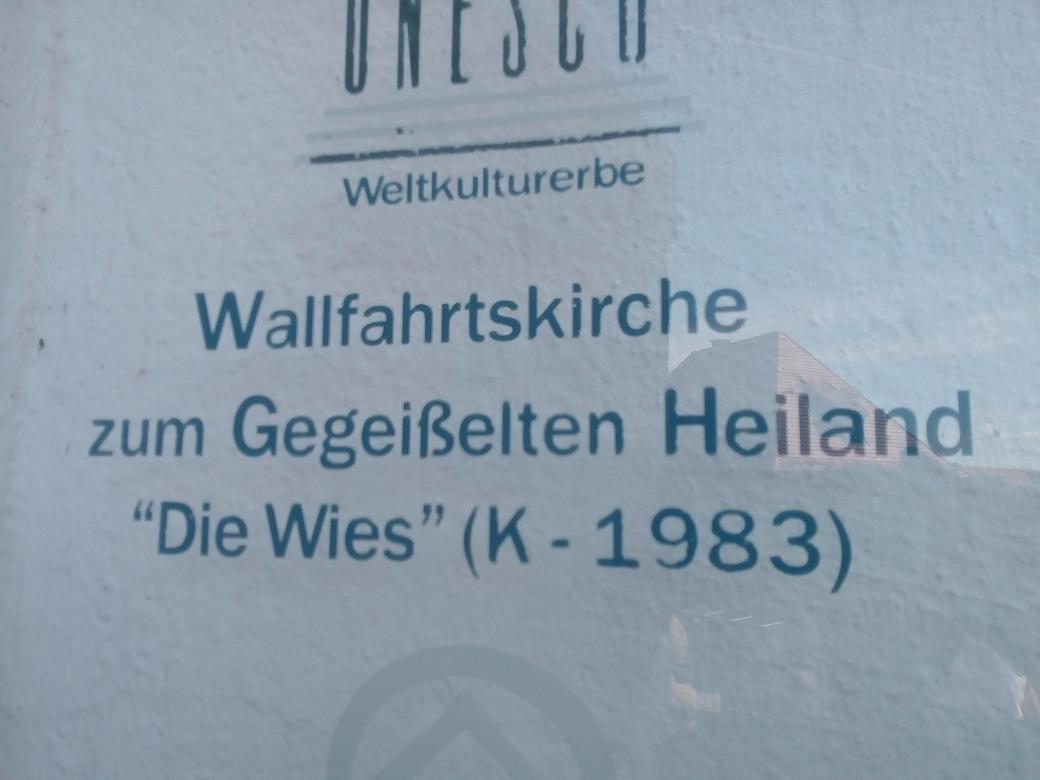 UNESCO
Weltkulturerbe
Wallfahrtskirche
zum Gegeißelten Heiland
“Die Wies” (K - 1983)